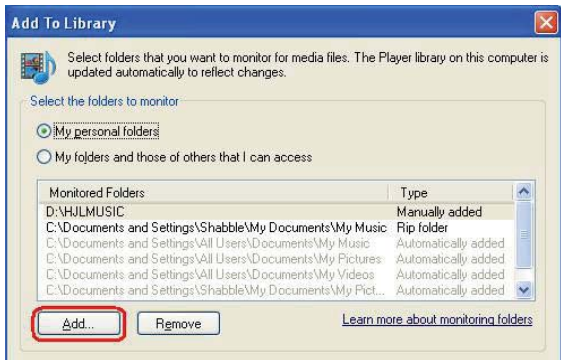 Add To Library
Select folders that you want to monitor for media files. The Player library on this computer is
updated automatically to reflect changes.
Select the folders to monitor
My personal folders
My folders and those of others that I can access
Monitored Folders Type
D:\HJLMUSIC Manually added
C:\Documents and Settings\Shabble\My Documents\My Music Rip folder
C:\Documents and Settings\All Users\Documents\My Music Automatically added
C:\Documents and Settings\All Users\Documents\My Pictures Automatically added
C:\Documents and Settings\All Users\Documents\My Videos Automatically added
C:\Documents and Settings\Shabble\My Documents\My Pict... Automatically added
Add... Remove Learn more about monitoring folders